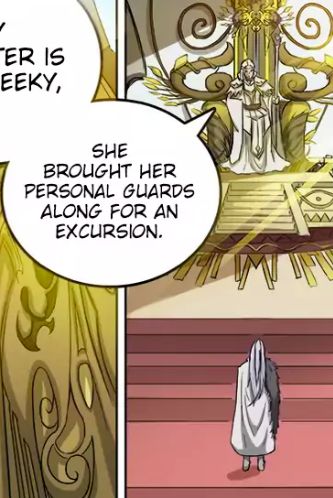 TER IS
EEKY,
SHE
BROUGHT HER
PERSONAL GUARDS
ALONG FOR AN
EXCURSION.